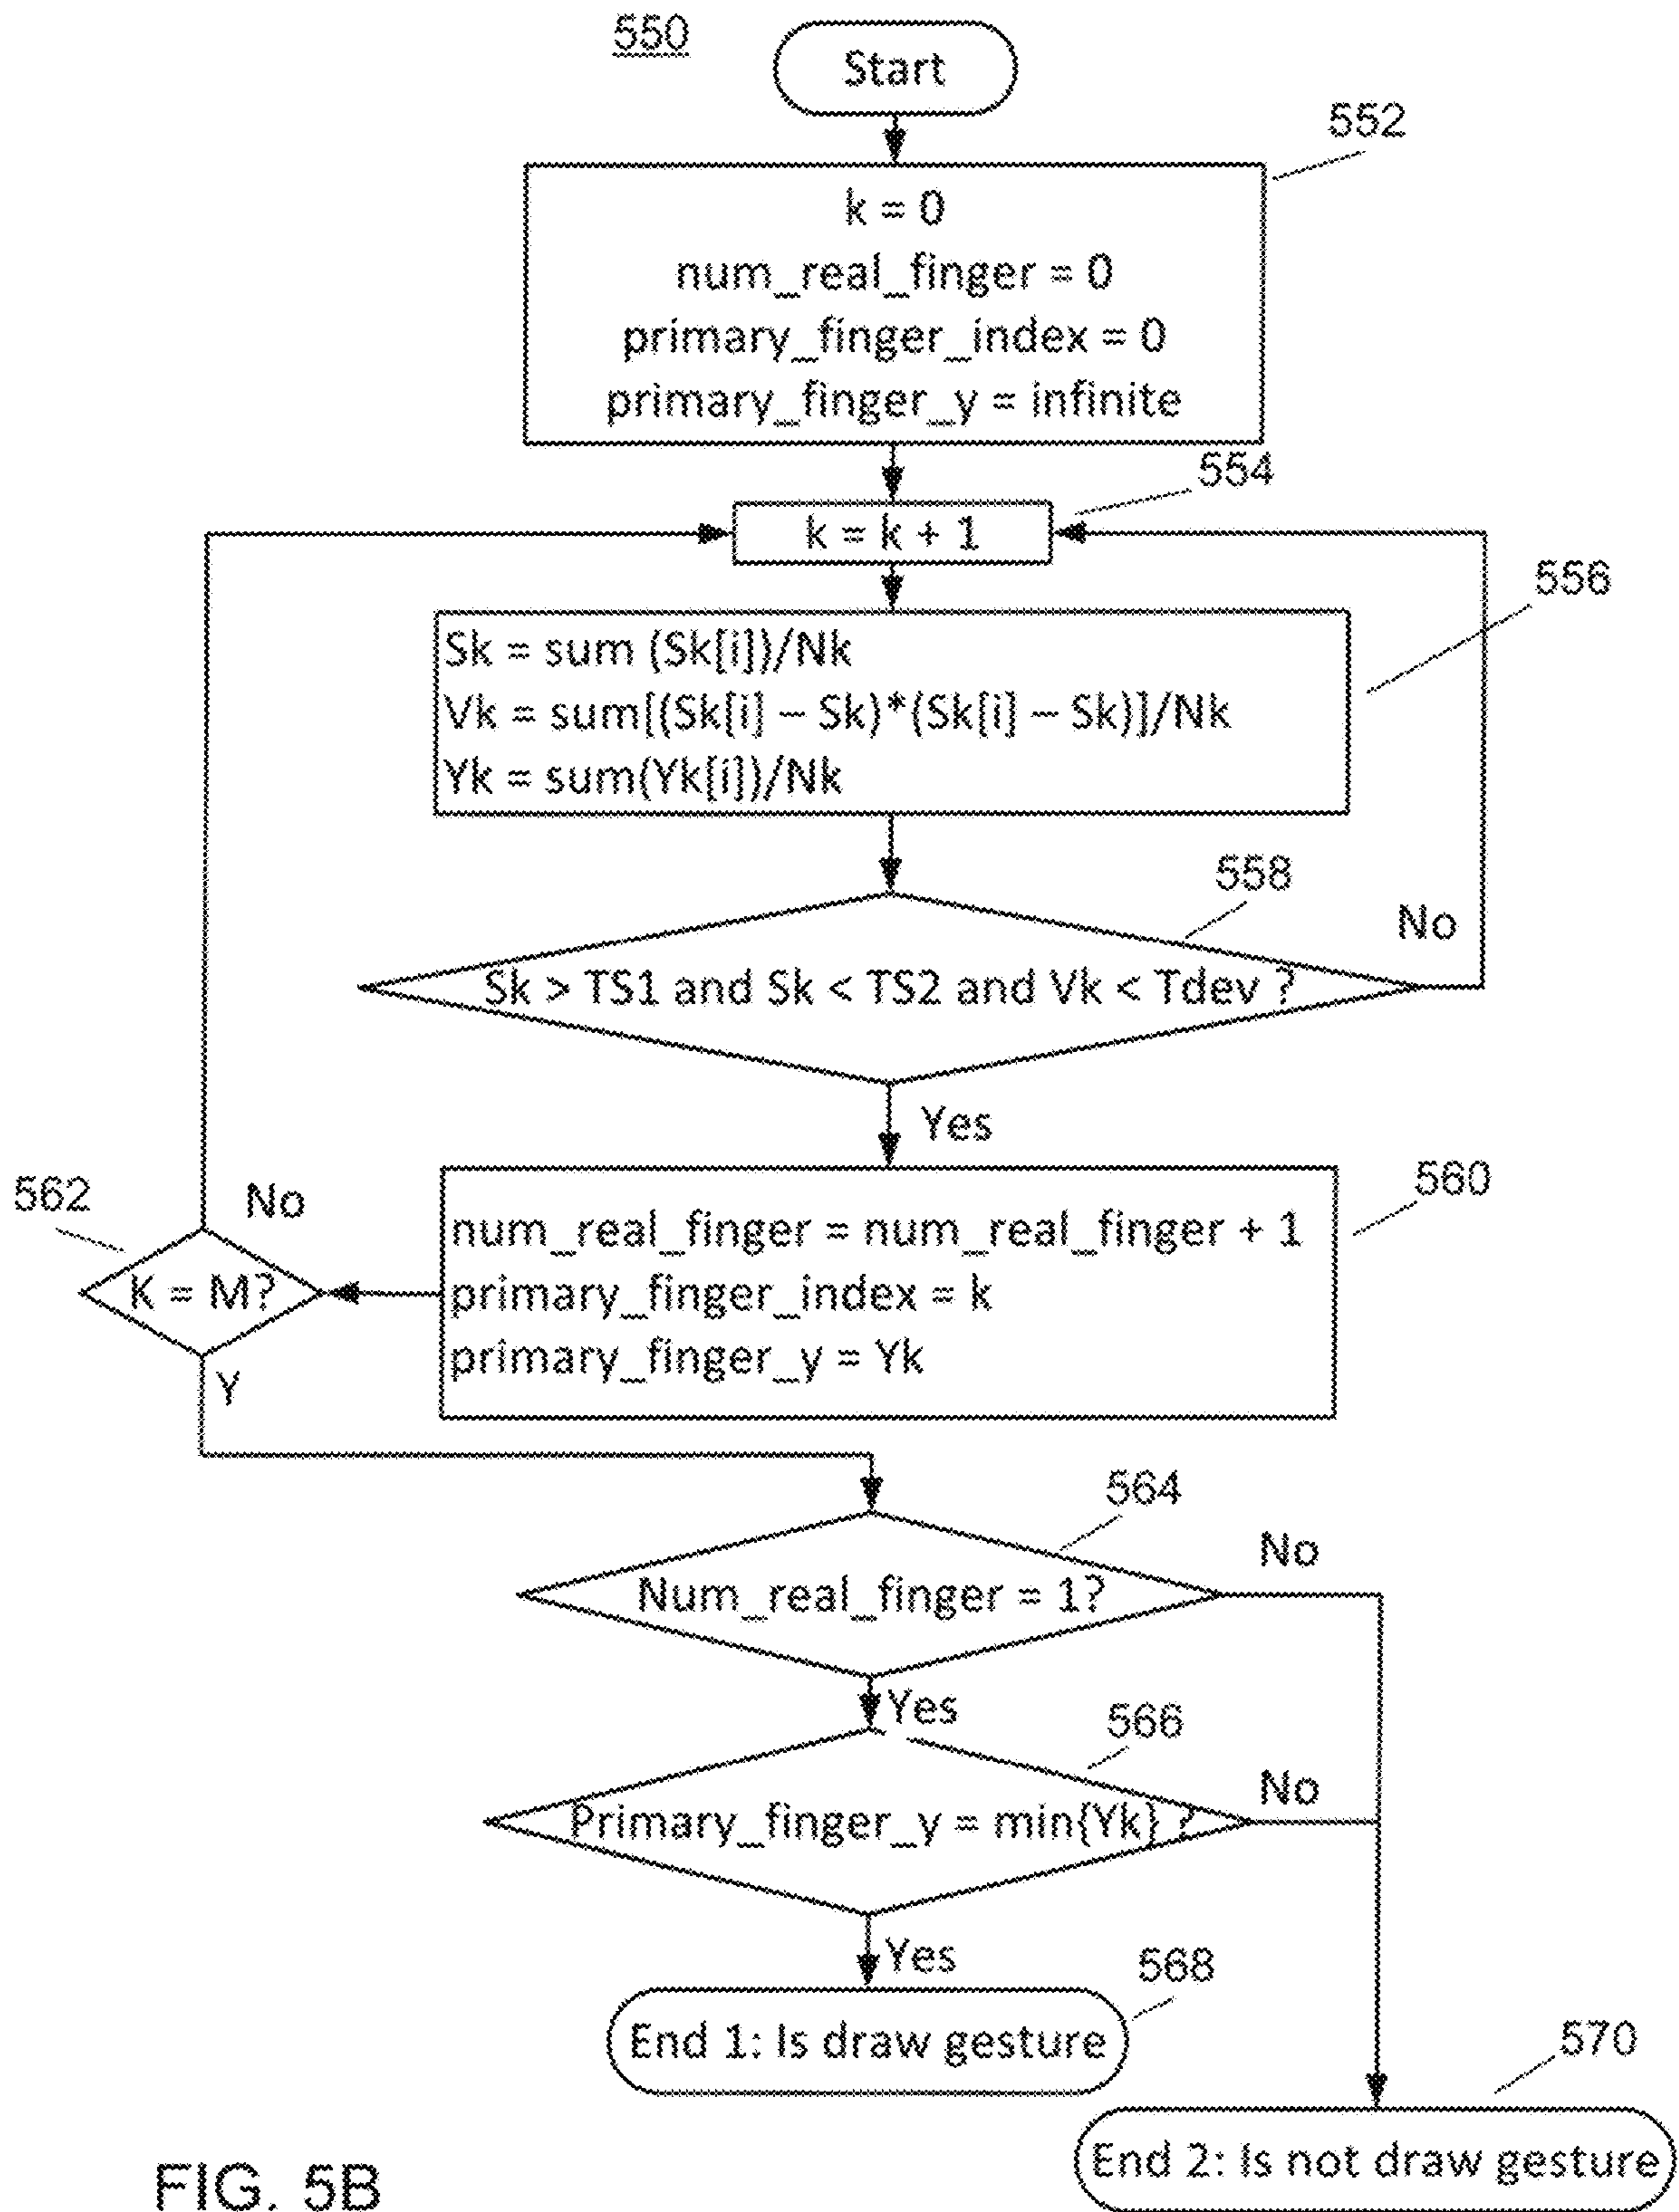 550
Start
552
k = 0
num_real_finger = 0
primary_finger_index = 0
primary_finger_y = infinite
554
k = k + 1
556
Sk = sum (Sk[i])/Nk
Vk = sum[(Sk[i] – Sk)*(Sk[i] – Sk)]/Nk
Yk = sum(Yk[i])/Nk
558
No
Sk > TS1 and Sk < TS2 and Vk < Tdev ?
Yes
560
562
No
num_real_finger = num_real_finger + 1
K = M?
primary_finger_index = k
primary_finger_y = Yk
Y
564
No
Num_real_finger = 1?
Yes
566
No
Primary_finger_y = min{Yk} ?
Yes
568
End 1: Is draw gesture
570
End 2: Is not draw gesture
FIG. 5B